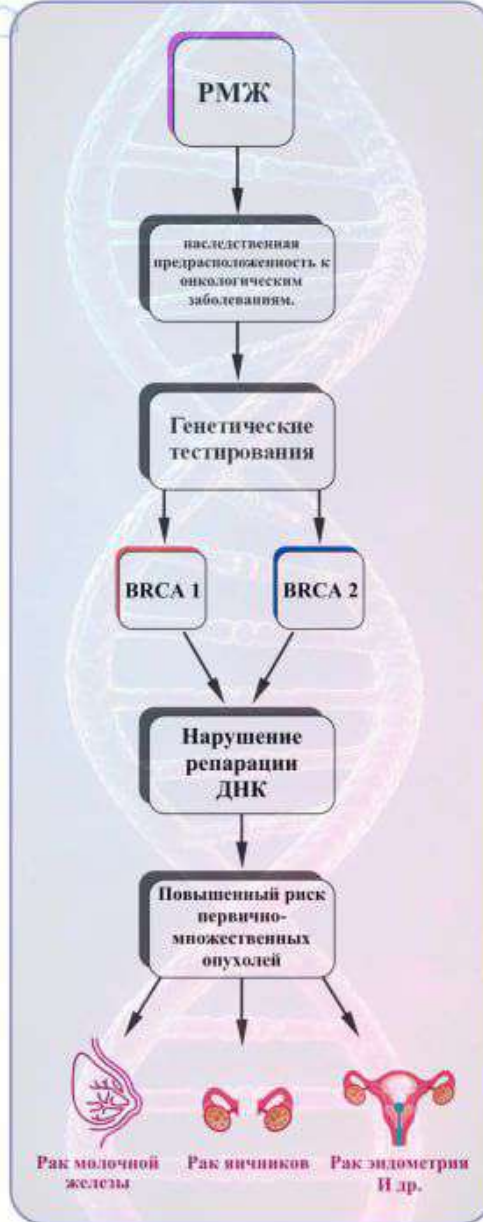 РМЖ
наследственная
предрасположенность к
онкологическим
заболеваниям.
Генетические
тестирования
BRCA 1
BRCA 2
Нарушение
репарации
ДНК
Повышенный риск
первично-
множественных
опухолей
Рак молочной
железы
Рак яичников
Рак эндометрия
И др.